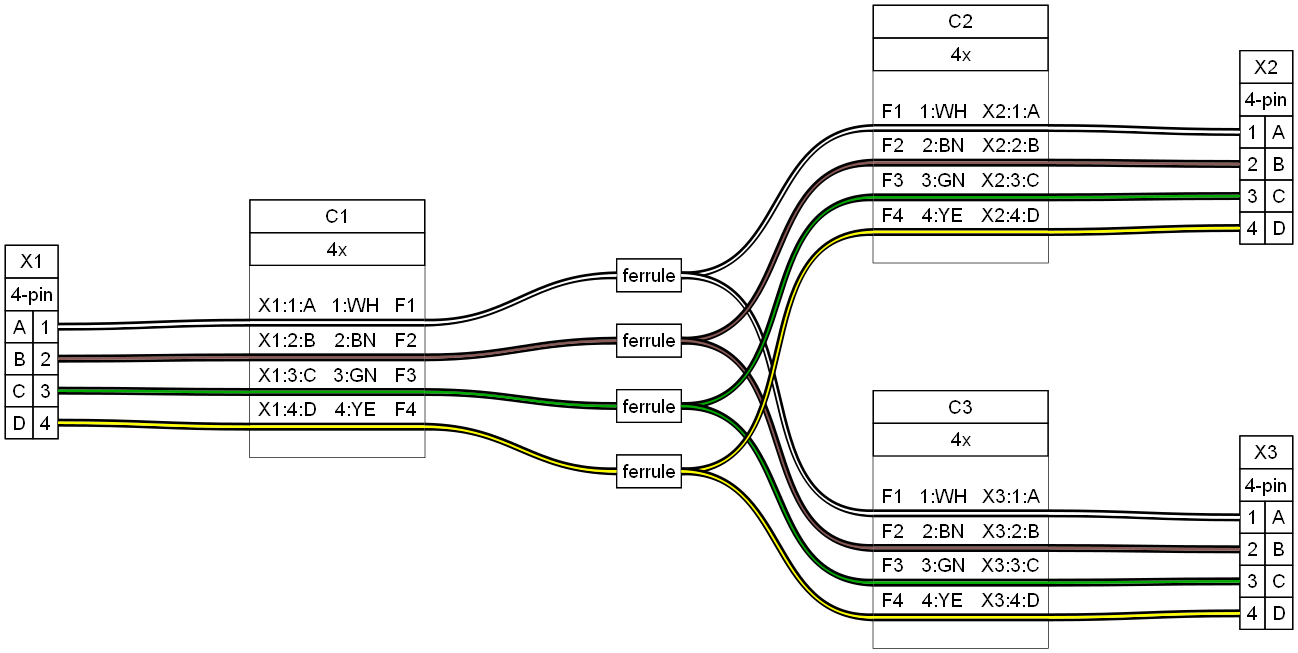 X1
4-pin
A 1
B 2
C 3
D 4
C1
4x
X1:1:A 1:WH F1
X1:2:B 2:BN F2
X1:3:C 3:GN F3
X1:4:D 4:YE F4
ferrule
ferrule
ferrule
ferrule
C2
4x
F1 1:WH X2:1:A
F2 2:BN X2:2:B
F3 3:GN X2:3:C
F4 4:YE X2:4:D
X2
4-pin
1 A
2 B
3 C
4 D
C3
4x
F1 1:WH X3:1:A
F2 2:BN X3:2:B
F3 3:GN X3:3:C
F4 4:YE X3:4:D
X3
4-pin
1 A
2 B
3 C
4 D